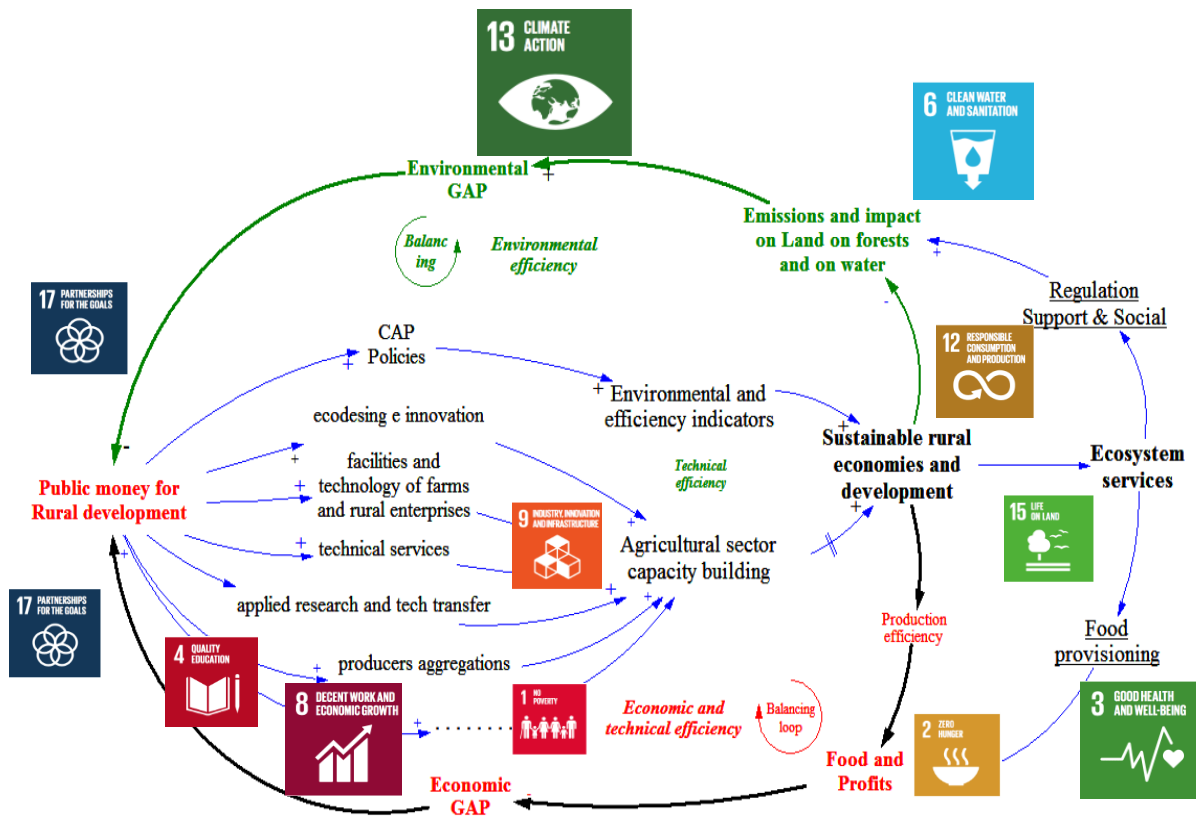 13 CLIMATE
ACTION
6 CLEAN WATER
AND SANITATION
Environmental
GAP
+
Emissions and impact
on Land on forests
and on water
+
-
Balanc
ing
Environmental
efficiency
17 PARTNERSHIPS
FOR THE GOALS
Regulation
Support & Social
12 RESPONSIBLE
CONSUMPTION
AND PRODUCTION
CAP
Policies
+
+
Environmental and
efficiency indicators
+
ecodesing e innovation
+
Sustainable rural
economies and
development
+
Ecosystem
services
-
Public money for
Rural development
+
facilities and
technology of farms
and rural enterprises
+
Technical
efficiency
9 INDUSTRY, INNOVATION
AND INFRASTRUCTURE
15 LIFE
ON LAND
+
technical services
+
Agricultural sector
capacity building
+
+
17 PARTNERSHIPS
FOR THE GOALS
applied research and tech transfer
+
Production
efficiency
Food
provisioning
4 QUALITY
EDUCATION
producers aggregations
+
8 DECENT WORK AND
ECONOMIC GROWTH
+
1 NO
POVERTY
Economic and
technical efficiency
Balancing
loop
3 GOOD HEALTH
AND WELL-BEING
2 ZERO
HUNGER
Food and
Profits
Economic
GAP
-